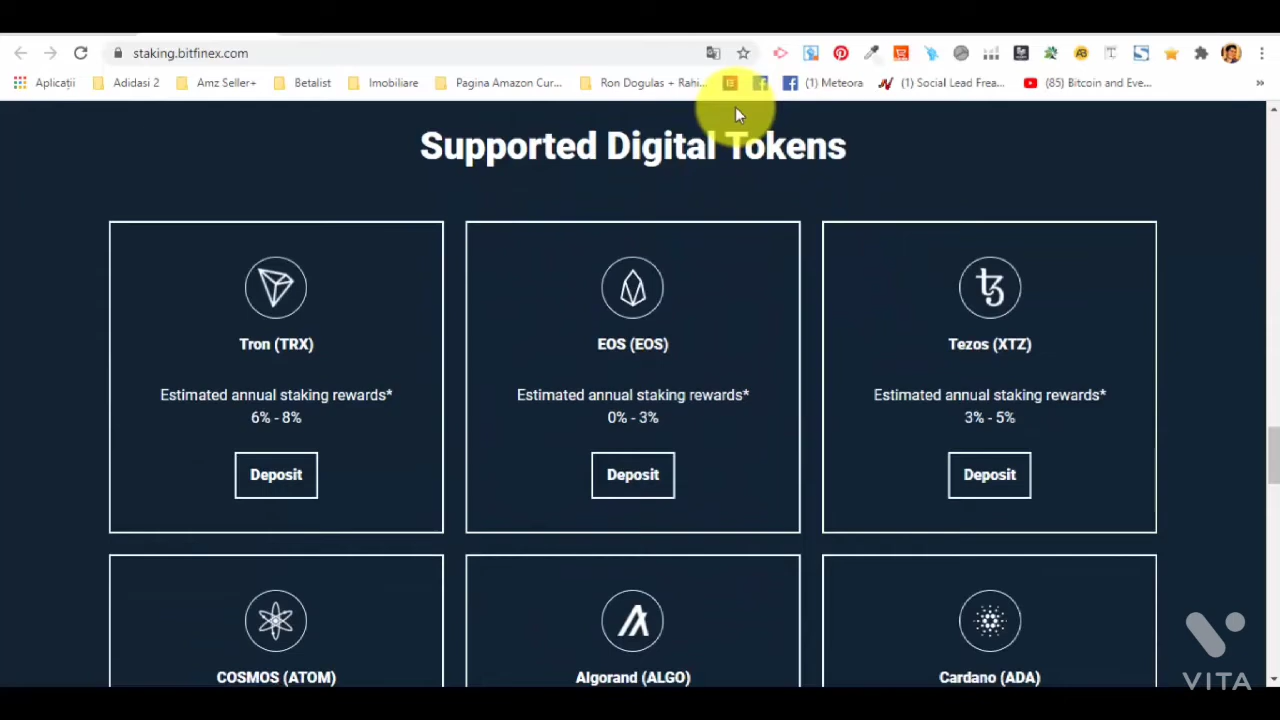 staking.bitfinex.com
Aplicații Adidasi 2 Amz Seller+ Betalist Imobiliare Pagina Amazon Cur... Ron Dogulas + Rahi... (1) Meteora (1) Social Lead Frea... (85) Bitcoin and Eve... »
Supported Digital Tokens
Tron (TRX) EOS (EOS) Tezos (XTZ)
Estimated annual staking rewards* Estimated annual staking rewards* Estimated annual staking rewards*
6% - 8% 0% - 3% 3% - 5%
Deposit Deposit Deposit
COSMOS (ATOM) Algorand (ALGO) Cardano (ADA)
VITA